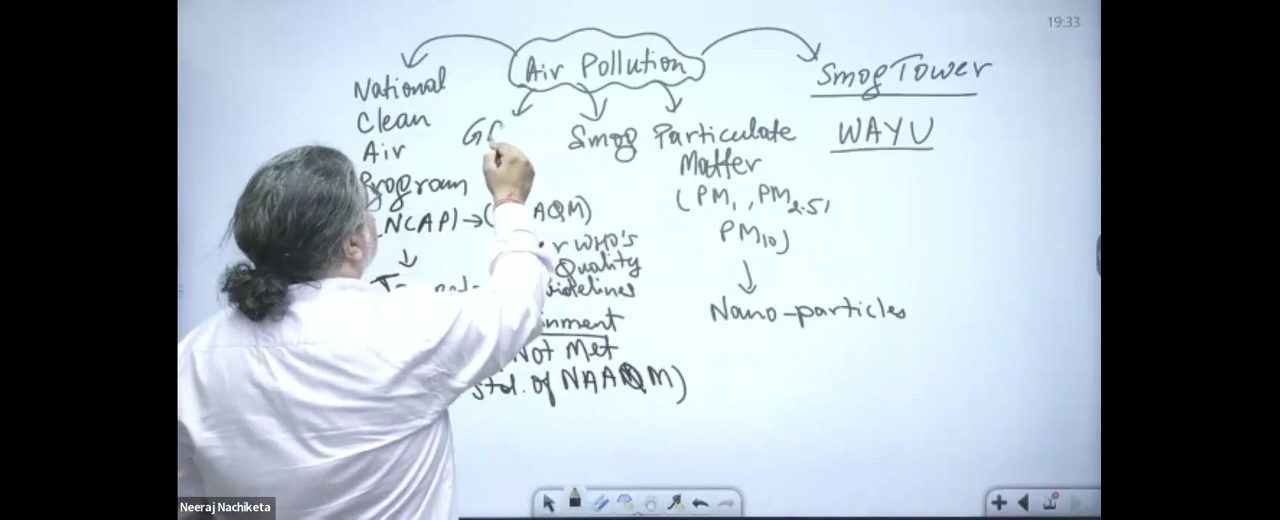 19:33
Air Pollution
National
Clean
Air
Program
NCAP) → (
AQM)
WHO's
Quality
Not Met
Std. of NAAQM)
Smog
Particulate
Matter
(PM1, PM2.5,
PM10)
Nano-particles
Smog Tower
WAYU
Neeraj Nachiketa